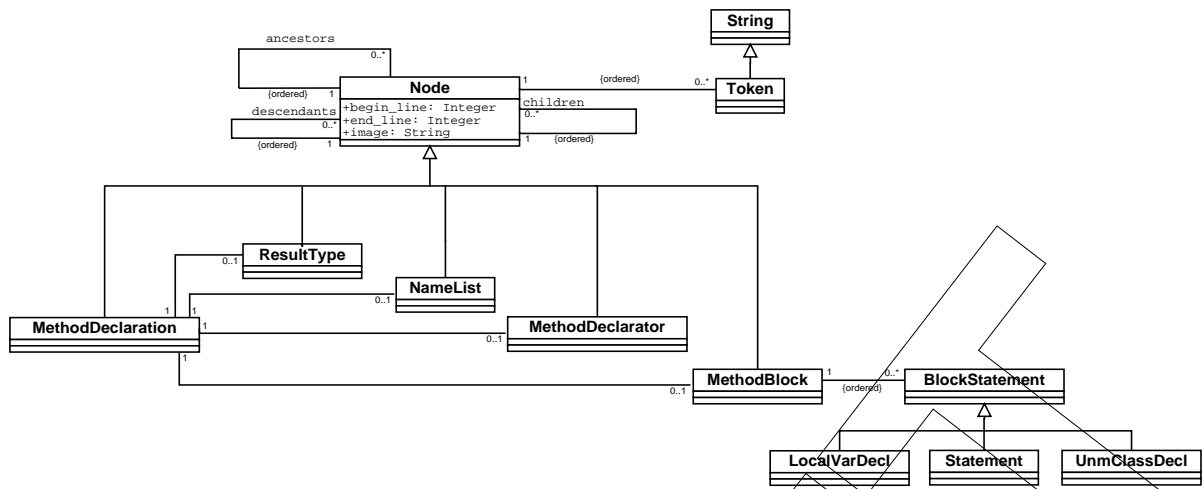 String
ancestors
0..*
{ordered}
1
Node
1
{ordered}
0..*
Token
descendants
0..*
{ordered}
1
+begin_line: Integer
+end_line: Integer
+image: String
children
0..*
1
{ordered}
ResultType
0..1
NameList
0..1
1
1
MethodDeclaration
1
0..1
MethodDeclarator
1
0..1
MethodBlock
1
{ordered}
0..*
BlockStatement
LocalVarDecl
Statement
UnmClassDecl